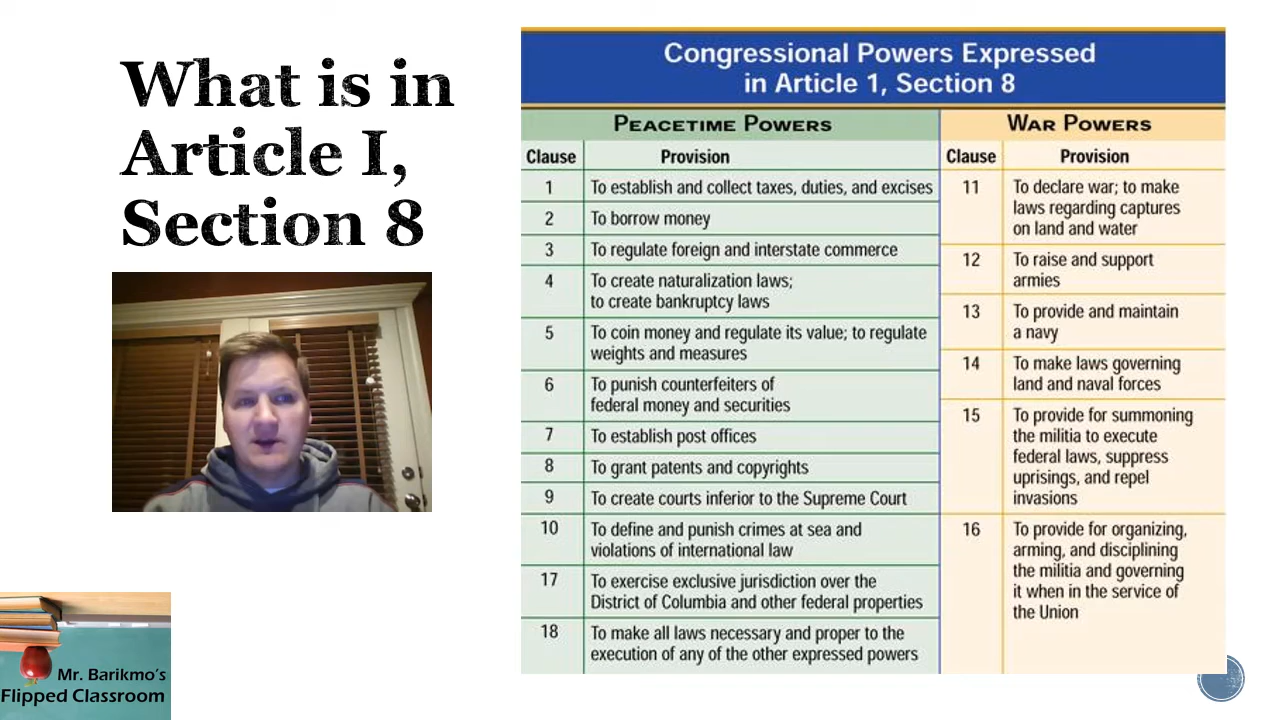 What is in
Article I,
Section 8
Congressional Powers Expressed
in Article 1, Section 8
PEACETIME POWERS
Clause Provision
1 To establish and collect taxes, duties, and excises
2 To borrow money
3 To regulate foreign and interstate commerce
4 To create naturalization laws;
to create bankruptcy laws
5 To coin money and regulate its value; to regulate
weights and measures
6 To punish counterfeiters of
federal money and securities
7 To establish post offices
8 To grant patents and copyrights
9 To create courts inferior to the Supreme Court
10 To define and punish crimes at sea and
violations of international law
17 To exercise exclusive jurisdiction over the
District of Columbia and other federal properties
18 To make all laws necessary and proper to the
execution of any of the other expressed powers
WAR POWERS
Clause Provision
11 To declare war; to make
laws regarding captures
on land and water
12 To raise and support
armies
13 To provide and maintain
a navy
14 To make laws governing
land and naval forces
15 To provide for summoning
the militia to execute
federal laws, suppress
uprisings, and repel
invasions
16 To provide for organizing,
arming, and disciplining
the militia and governing
it when in the service of
the Union
Mr. Barikmo's
Flipped Classroom